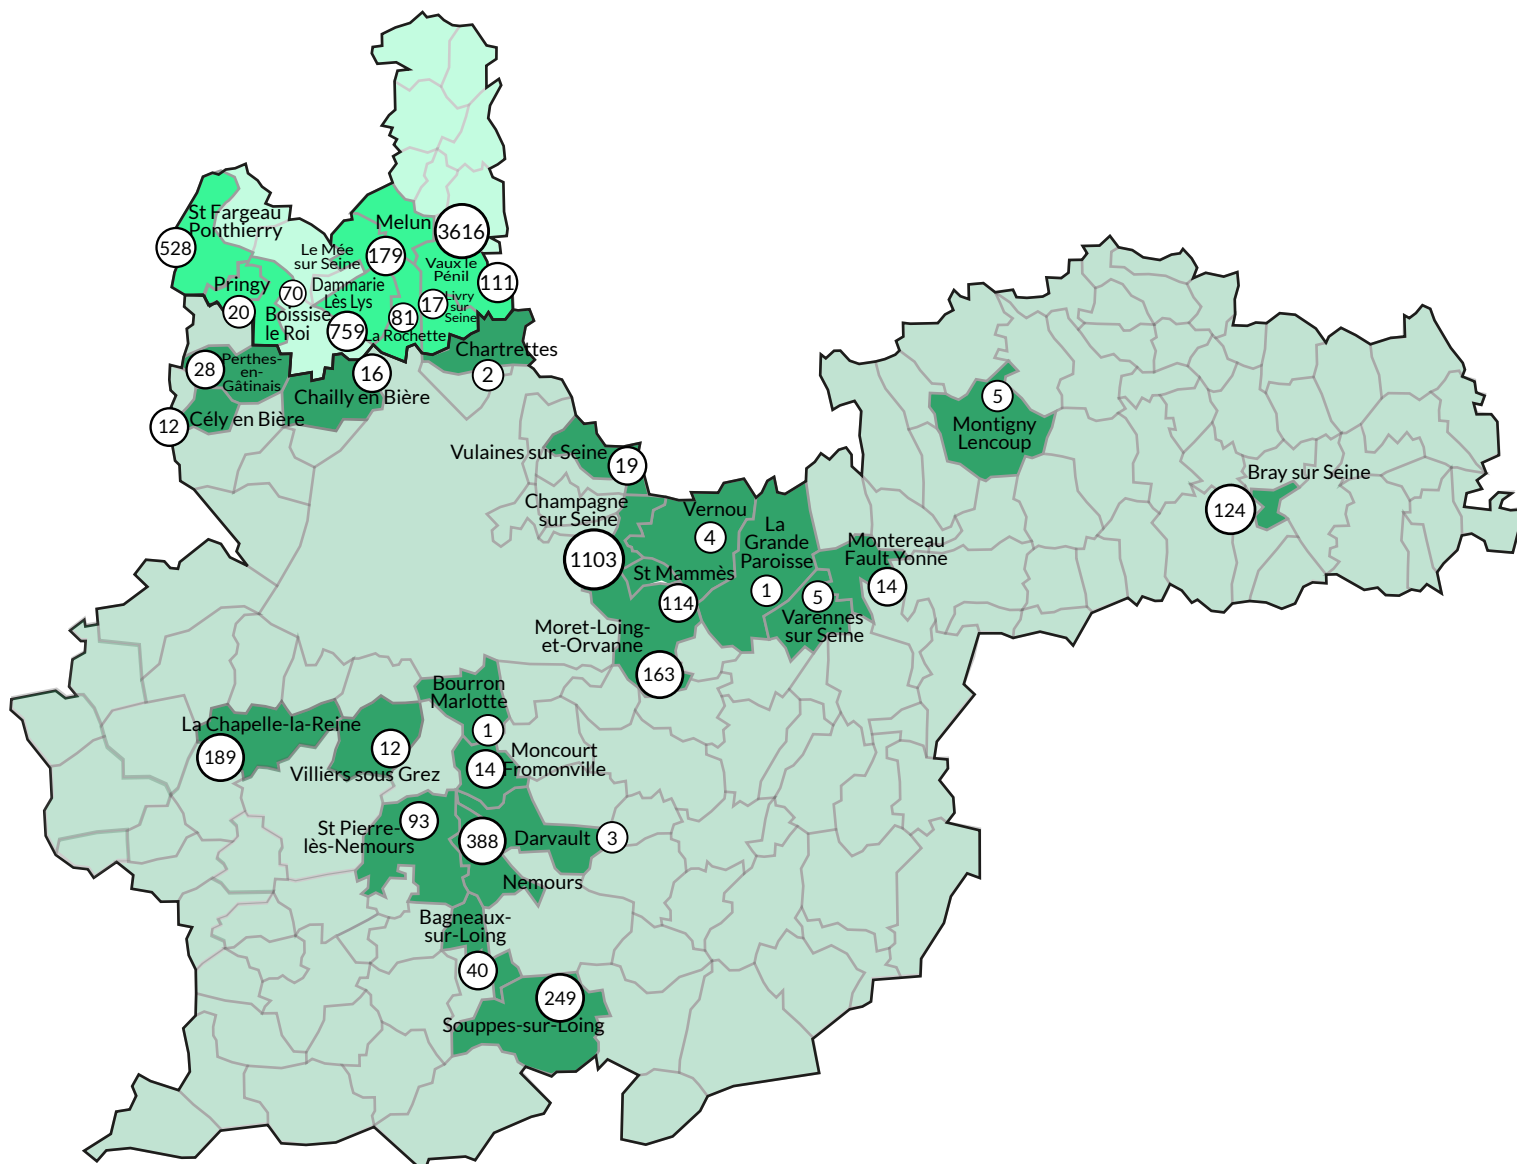 St Fargeau
Ponthierry
528
Melun
3616
Le Mée
sur Seine
179
Vaux le
Pénil
111
Pringy
20
70
Boissise
le Roi
Dammarie
Lès Lys
759
81
La Rochette
17
Livry
sur
Seine
Chartrettes
2
28
Perthes-
en-
Gâtinais
16
Chailly en Bière
12
Cély en Bière
Vulaines sur Seine
19
5
Montigny
Lencoup
Bray sur Seine
124
Champagne
sur Seine
1103
Vernou
4
La
Grande
Paroisse
1
Montereau
Fault Yonne
14
St Mammès
114
5
Varennes
sur Seine
Moret-Loing-
et-Orvanne
163
Bourron
Marlotte
1
La Chapelle-la-Reine
189
12
Villiers sous Grez
Moncourt
Fromonville
14
93
St Pierre-
lès-Nemours
388
Darvault
3
Nemours
Bagneaux-
sur-Loing
40
249
Souppes-sur-Loing